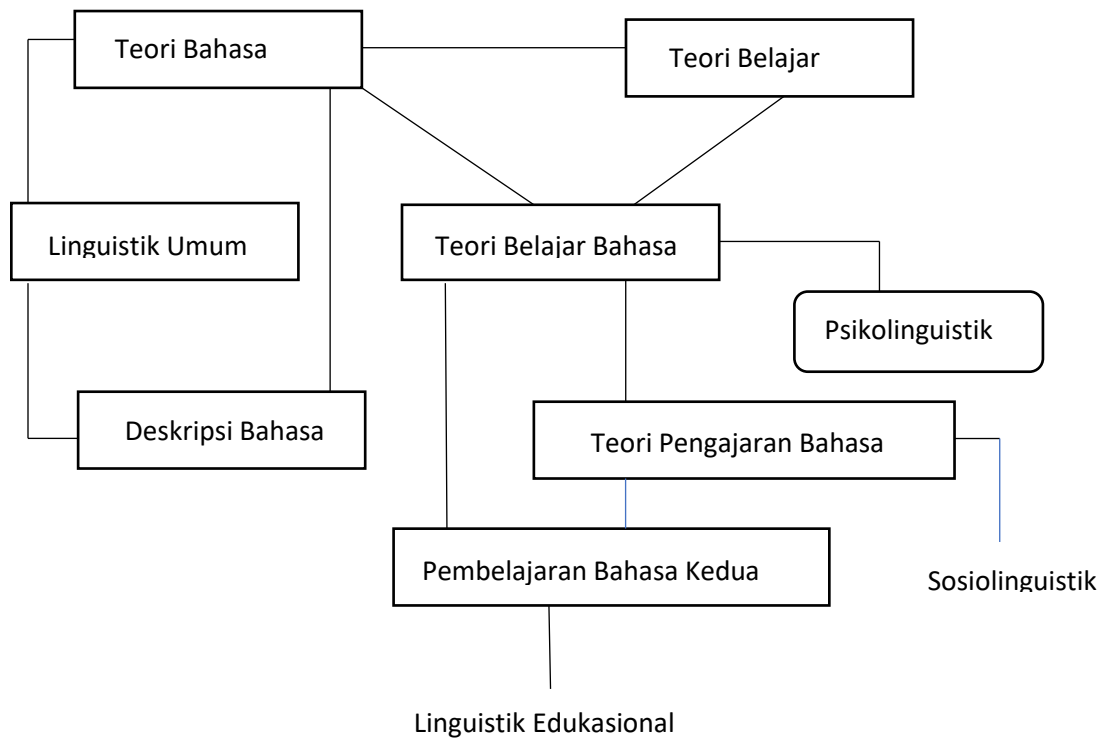 Teori Bahasa
Teori Belajar
Linguistik Umum
Teori Belajar Bahasa
Psikolinguistik
Deskripsi Bahasa
Teori Pengajaran Bahasa
Pembelajaran Bahasa Kedua
Sosiolinguistik
Linguistik Edukasional